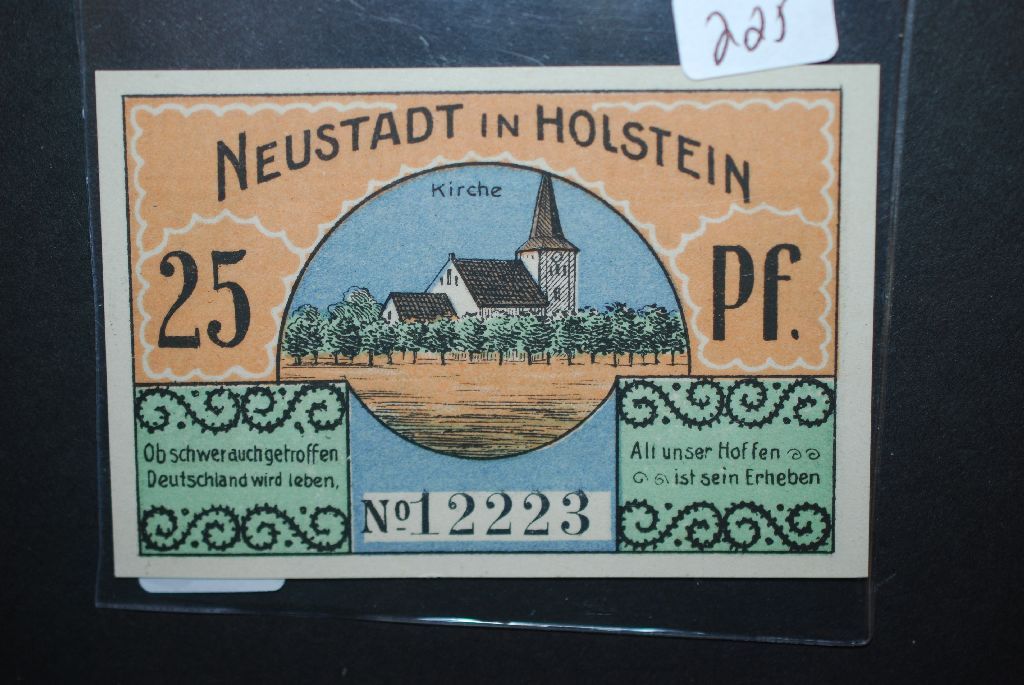 225
NEUSTADT IN HOLSTEIN
Kirche
25 Pf.
Ob schwer auch getroffen
Deutschland wird leben,
All unser Hoffen
ist sein Erheben
No 12223